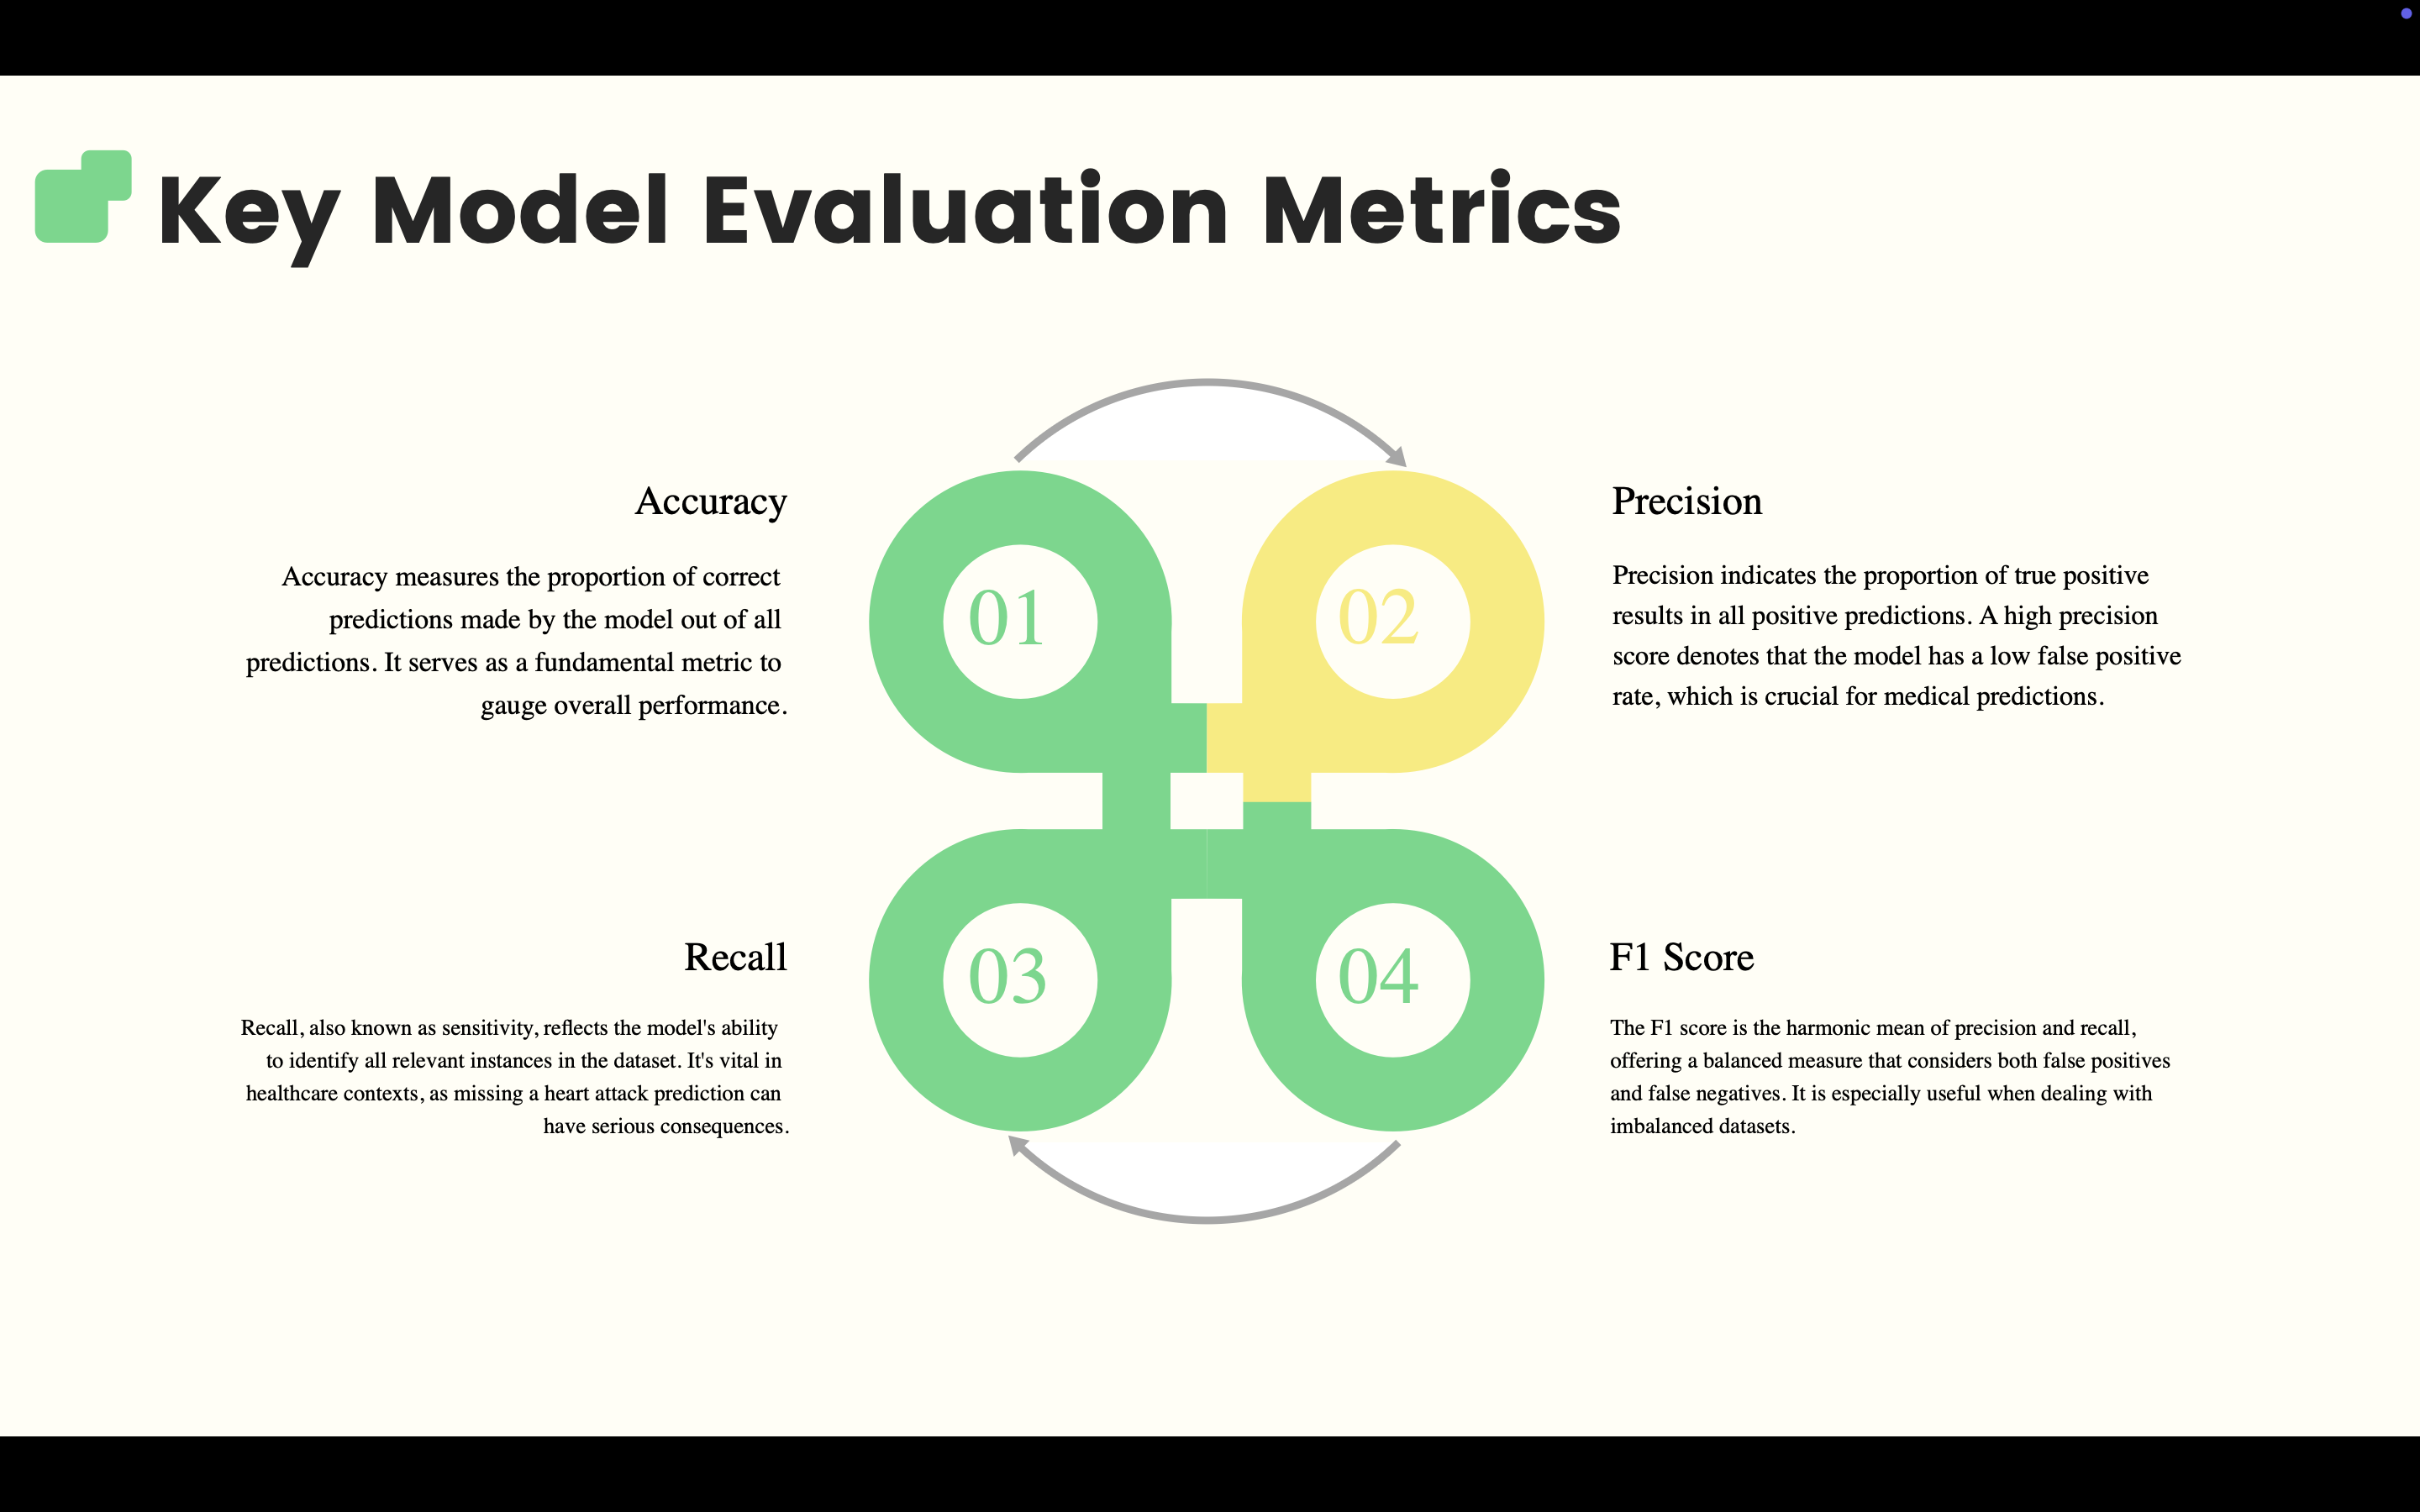 Key Model Evaluation Metrics
Accuracy
Accuracy measures the proportion of correct
predictions made by the model out of all
predictions. It serves as a fundamental metric to
gauge overall performance.
01
02
Precision
Precision indicates the proportion of true positive
results in all positive predictions. A high precision
score denotes that the model has a low false positive
rate, which is crucial for medical predictions.
Recall
Recall, also known as sensitivity, reflects the model's ability
to identify all relevant instances in the dataset. It's vital in
healthcare contexts, as missing a heart attack prediction can
have serious consequences.
03
04
F1 Score
The F1 score is the harmonic mean of precision and recall,
offering a balanced measure that considers both false positives
and false negatives. It is especially useful when dealing with
imbalanced datasets.